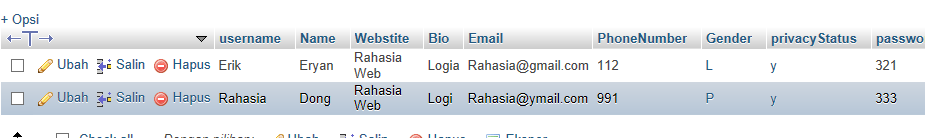 + Opsi
username Name Webstite Bio Email PhoneNumber Gender privacyStatus passwo
Ubah Salin Hapus Erik Eryan Rahasia Web Logia Rahasia@gmail.com 112 L y 321
Ubah Salin Hapus Rahasia Dong Rahasia Web Logi Rahasia@ymail.com 991 P y 333
Check all Dengan pilihan: Ubah Salin Hapus Ekspor